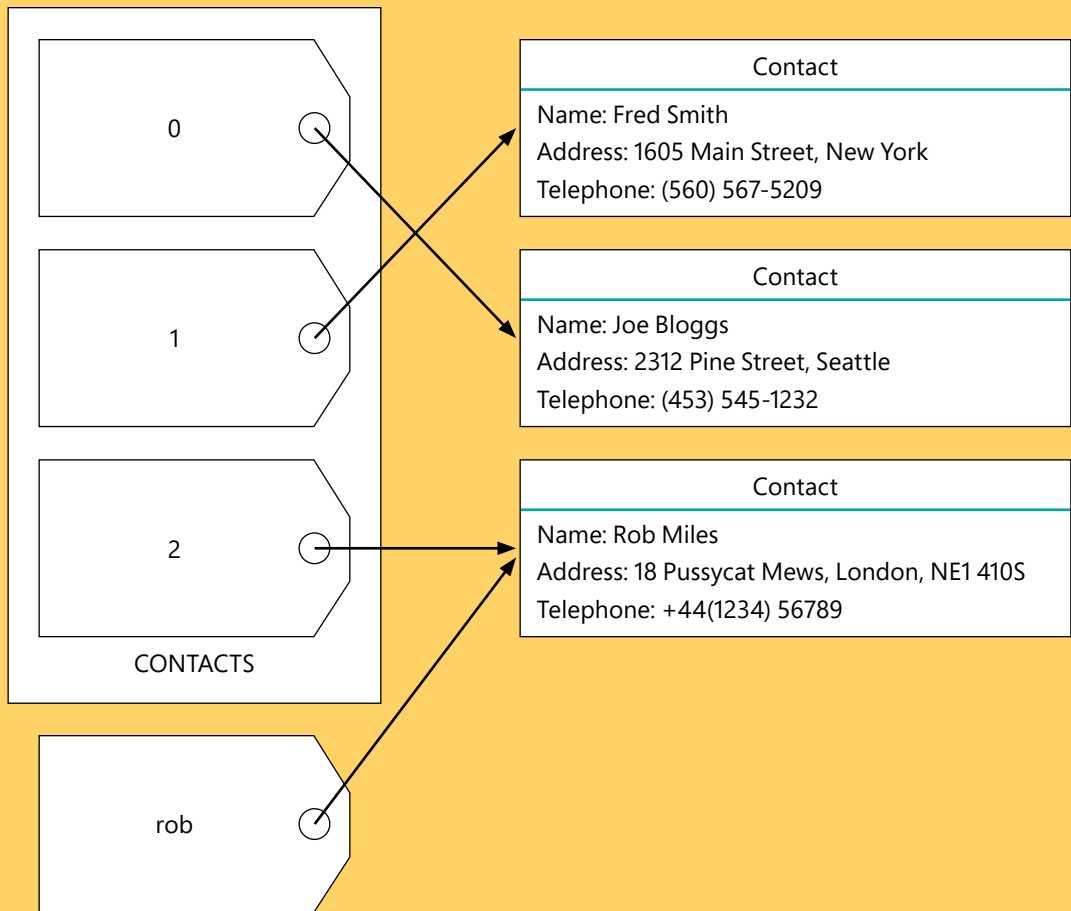 0
1
2
CONTACTS
rob
Contact
Name: Fred Smith
Address: 1605 Main Street, New York
Telephone: (560) 567-5209
Contact
Name: Joe Bloggs
Address: 2312 Pine Street, Seattle
Telephone: (453) 545-1232
Contact
Name: Rob Miles
Address: 18 Pussycat Mews, London, NE1 410S
Telephone: +44(1234) 56789